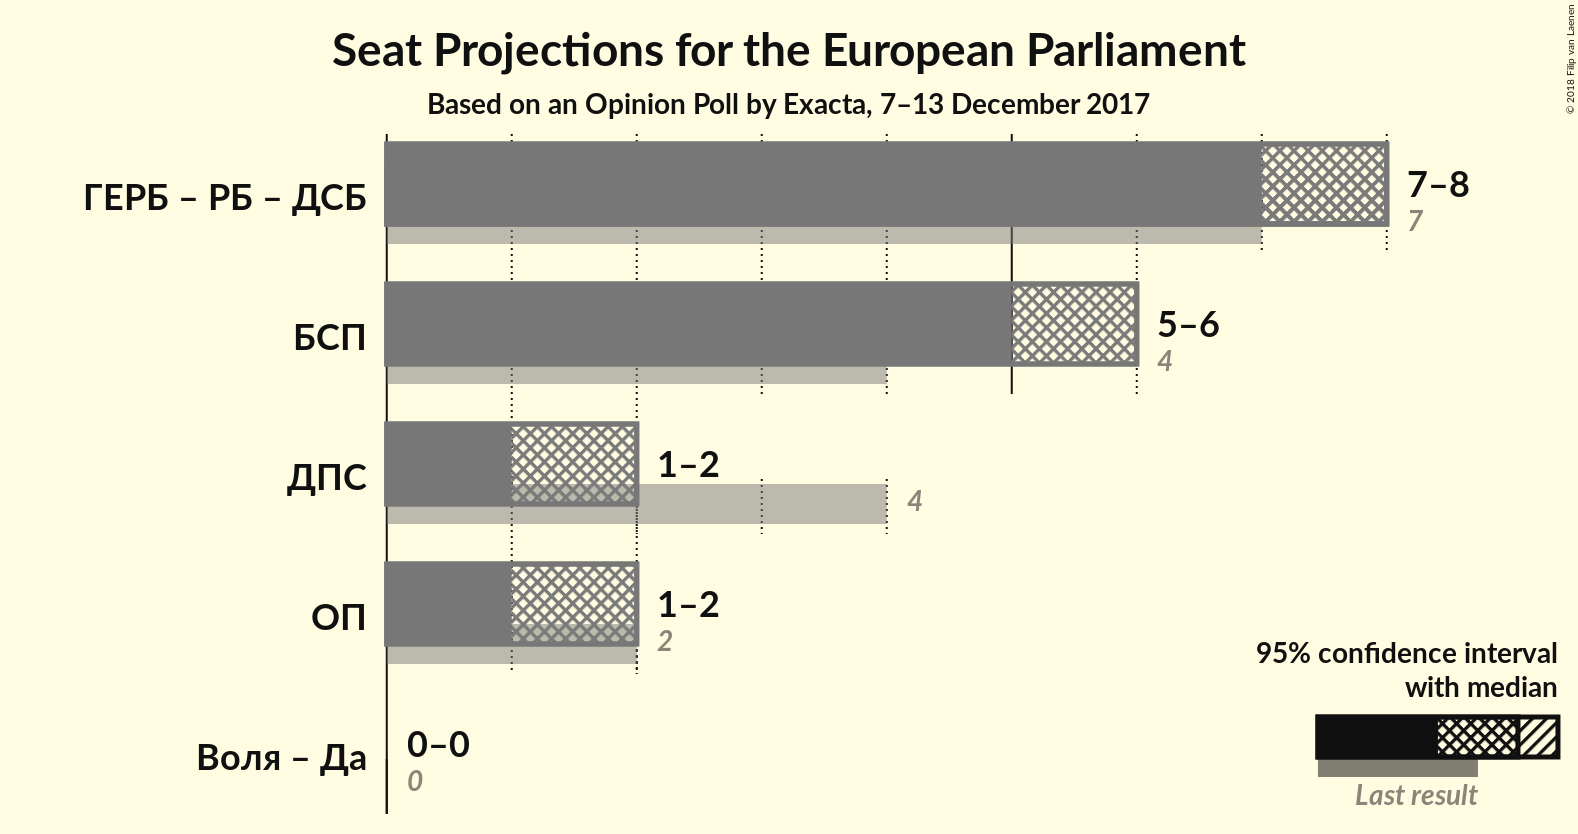 Seat Projections for the European Parliament
Based on an Opinion Poll by Exacta, 7–13 December 2017
© 2018 Filip van Laenen
ГЕРБ – РБ – ДСБ
7–8
7
БСП
5–6
4
ДПС
1–2
4
ОП
1–2
2
Воля – Да
0–0
0
95% confidence interval
with median
Last result